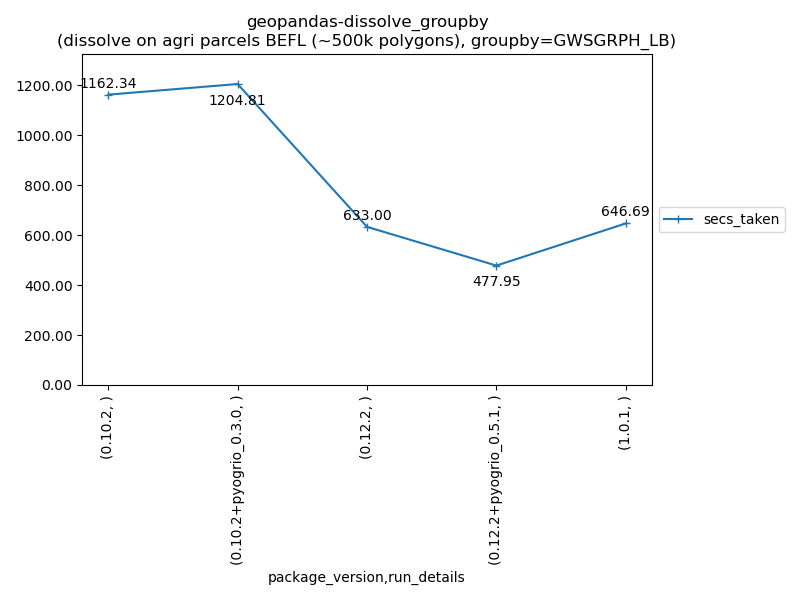 geopandas-dissolve_groupby
(dissolve on agri parcels BEFL (~500k polygons), groupby=GWSGRPH_LB)
1200.00
1000.00
800.00
600.00
400.00
200.00
0.00
1162.34
1204.81
633.00
477.95
646.69
secs_taken
(0.10.2, )
(0.10.2+pyogrio_0.3.0, )
(0.12.2, )
(0.12.2+pyogrio_0.5.1, )
(1.0.1, )
package_version,run_details